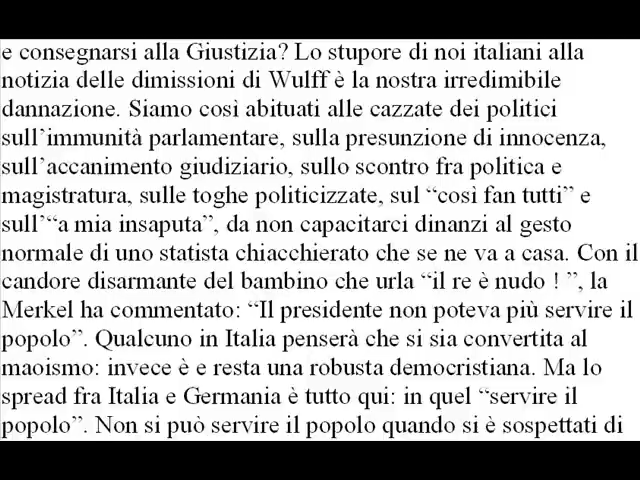 e consegnarsi alla Giustizia? Lo stupore di noi italiani alla
notizia delle dimissioni di Wulff è la nostra irredimibile
dannazione. Siamo così abituati alle cazzate dei politici
sull’immunità parlamentare, sulla presunzione di innocenza,
sull’accanimento giudiziario, sullo scontro fra politica e
magistratura, sulle toghe politicizzate, sul “così fan tutti” e
sull’“a mia insaputa”, da non capacitarci dinanzi al gesto
normale di uno statista chiacchierato che se ne va a casa. Con il
candore disarmante del bambino che urla “il re è nudo ! ”, la
Merkel ha commentato: “Il presidente non poteva più servire il
popolo”. Qualcuno in Italia penserà che si sia convertita al
maoismo: invece è e resta una robusta democristiana. Ma lo
spread fra Italia e Germania è tutto qui: in quel “servire il
popolo”. Non si può servire il popolo quando si è sospettati di